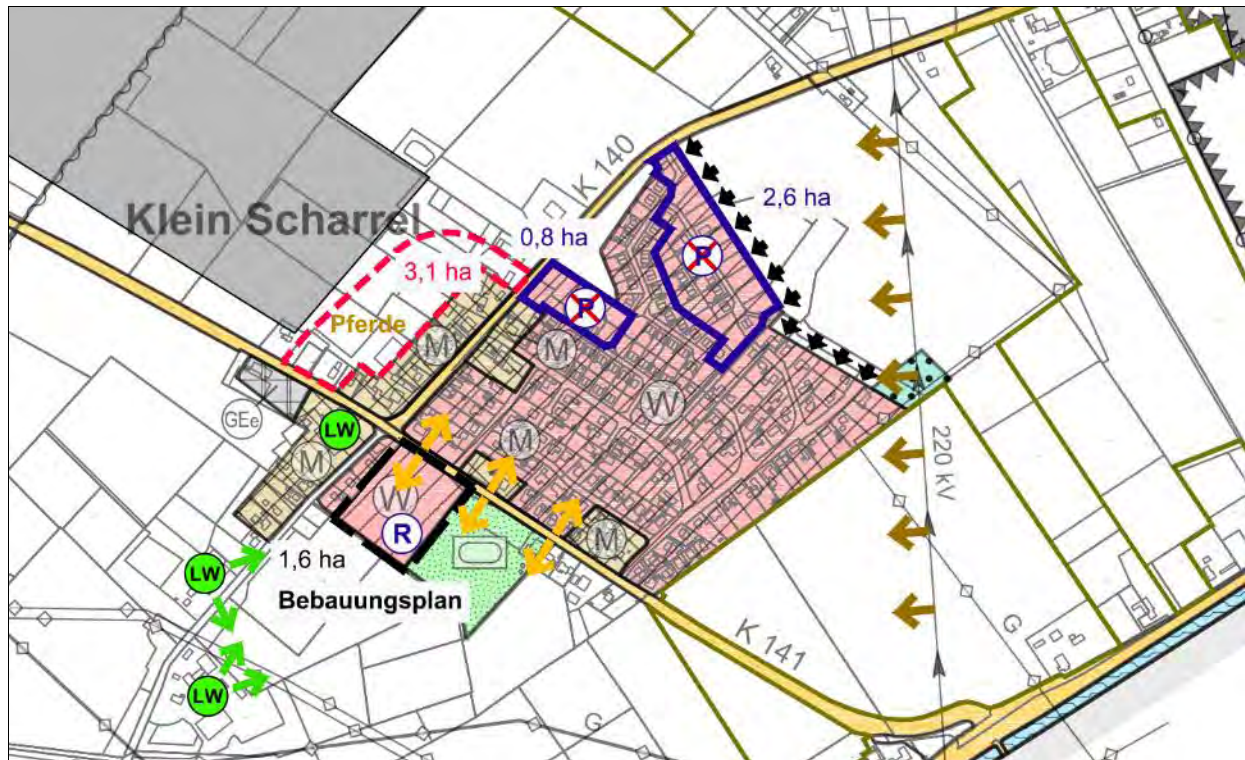 K 140
2,6 ha
Klein Scharrel
0,8 ha
P
3,1 ha
P
Pferde
M
M
W
GEe
LW
M
M
220 kV
W
R
M
LW
1,6 ha
Bebauungsplan
K 141
G
LW
G